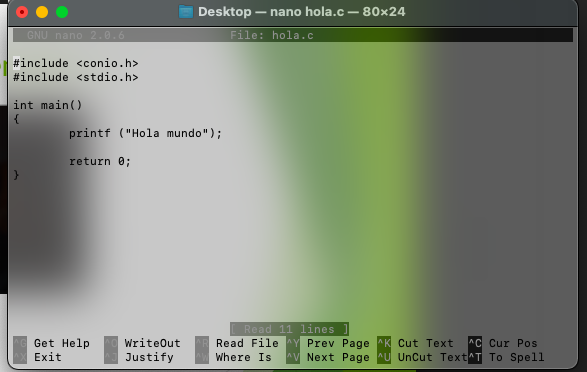 Desktop — nano hola.c — 80×24
GNU nano 2.0.6 File: hola.c
#include <conio.h>
#include <stdio.h>
int main()
{
printf ("Hola mundo");
return 0;
}
[ Read 11 lines ]
^G Get Help ^O WriteOut ^R Read File ^Y Prev Page ^K Cut Text ^C Cur Pos
^X Exit ^J Justify ^W Where Is ^V Next Page ^U UnCut Text ^T To Spell